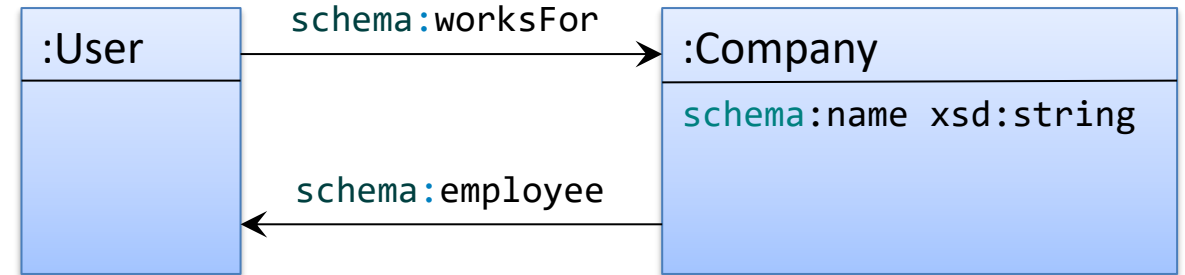 schema:worksFor
:User
:Company
schema:name xsd:string
schema:employee